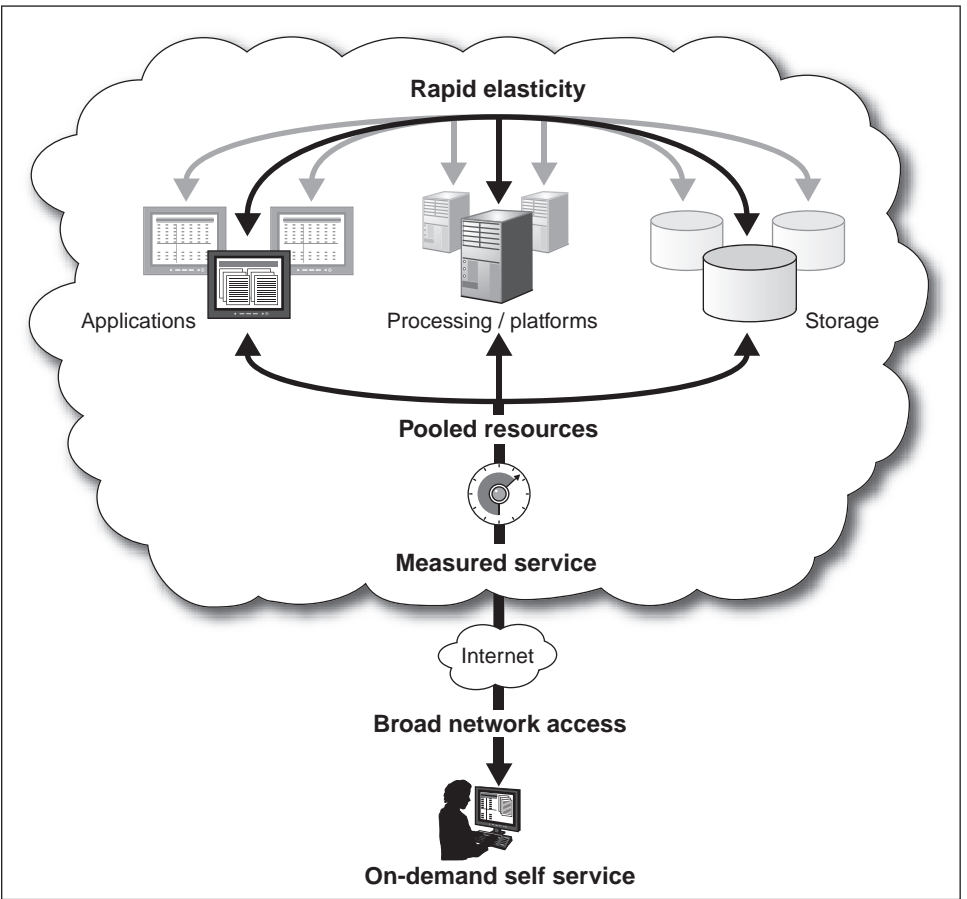 Rapid elasticity
Applications
Processing / platforms
Storage
Pooled resources
Measured service
Internet
Broad network access
On-demand self service